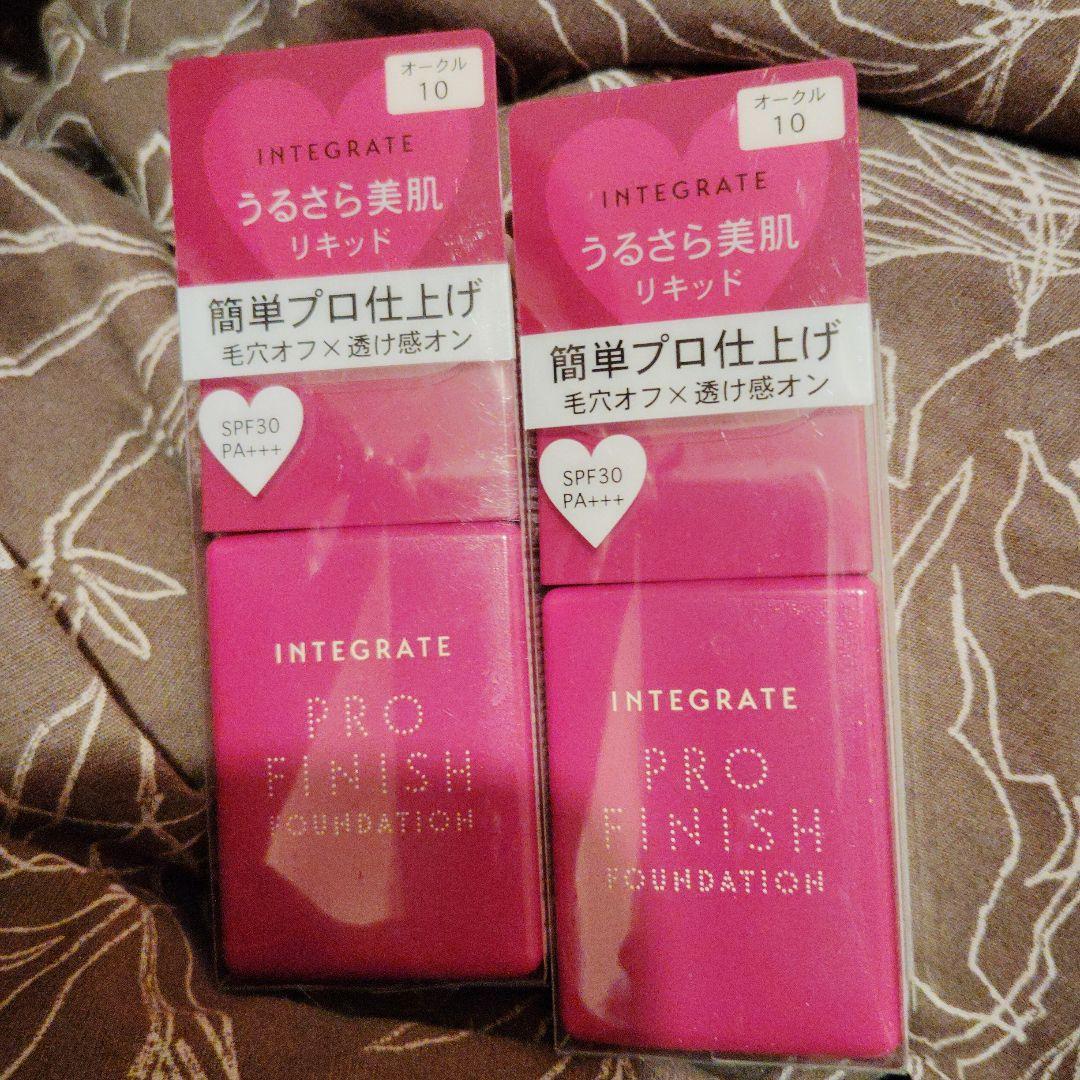 オークル
10
INTEGRATE
うるさら美肌
リキッド
簡単プロ仕上げ
毛穴オフ×透け感オン
SPF30
PA+++
INTEGRATE
PRO
FINISH
FOUNDATION
オークル
10
INTEGRATE
うるさら美肌
リキッド
簡単プロ仕上げ
毛穴オフ×透け感オン
SPF30
PA+++
INTEGRATE
PRO
FINISH
FOUNDATION